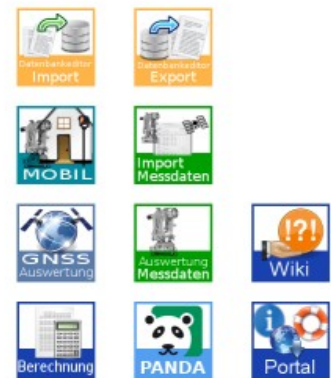 Datenbankeditor
Import
Datenbankeditor
Export
MOBIL
Import
Messdaten
GNSS
Auswertung
Auswertung
Messdaten
!?!
Wiki
Berechnung
PANDA
i
Portal